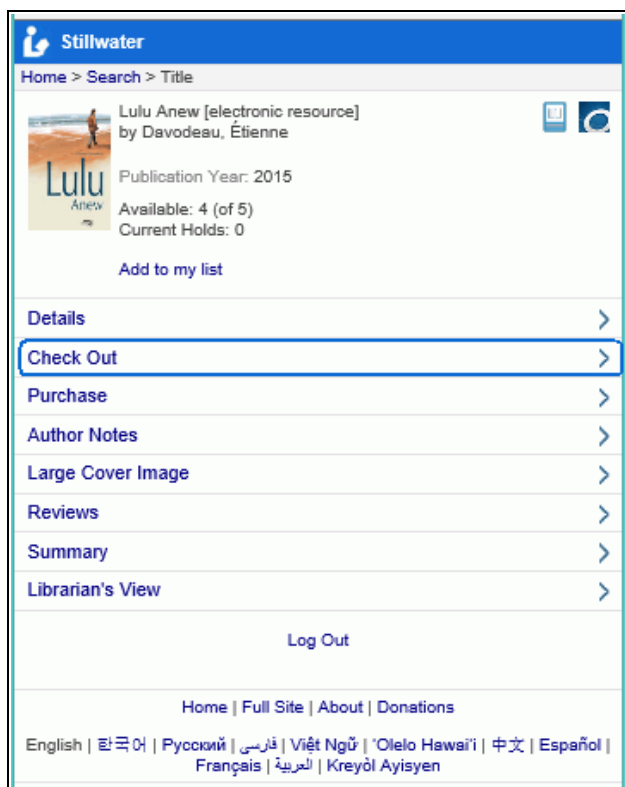 Stillwater
Home > Search > Title
Lulu Anew [electronic resource]
by Davodeau, Étienne
Lulu
Anew
Publication Year: 2015
Available: 4 (of 5)
Current Holds: 0
Add to my list
Details
Check Out
Purchase
Author Notes
Large Cover Image
Reviews
Summary
Librarian's View
Log Out
Home | Full Site | About | Donations
English | 한국어 | Русский | فارسی | Việt Ngữ | 'Olelo Hawai'i | 中文 | Español |
Français | العربية | Kreyòl Ayisyen